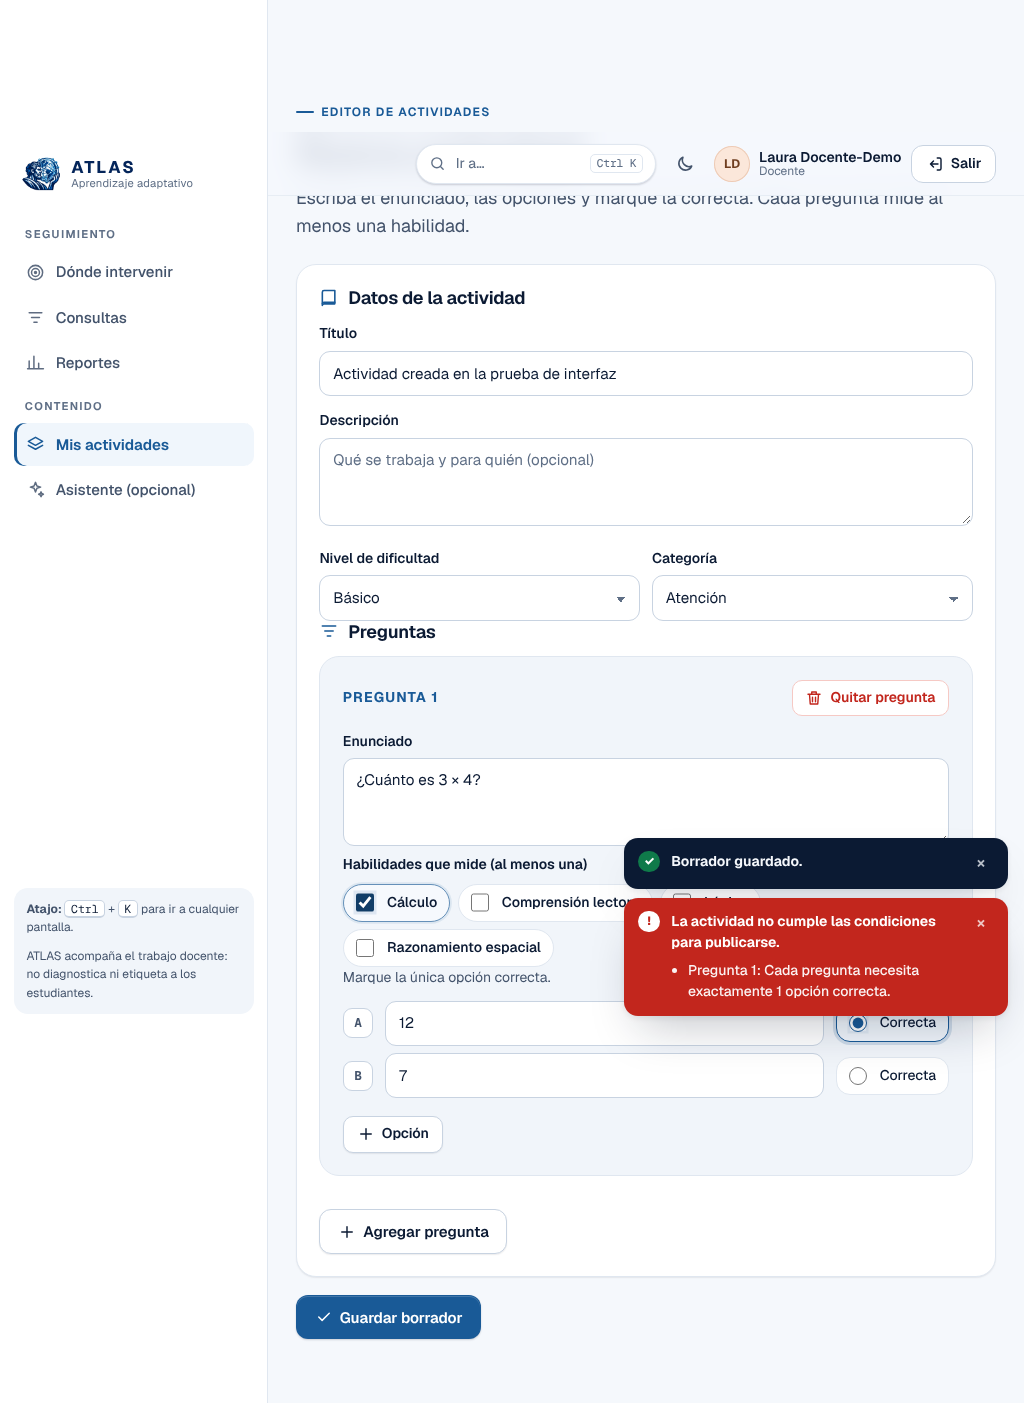 EDITOR DE ACTIVIDADES
ATLAS
Aprendizaje adaptativo
Ir a...
Ctrl K
LD
Laura Docente-Demo
Docente
Salir
Escriba el enunciado, las opciones y marque la correcta. Cada pregunta mide al
menos una habilidad.
SEGUIMIENTO
Dónde intervenir
Consultas
Reportes
CONTENIDO
Mis actividades
Asistente (opcional)
Atajo: Ctrl + K para ir a cualquier
pantalla.
ATLAS acompaña el trabajo docente:
no diagnostica ni etiqueta a los
estudiantes.
Datos de la actividad
Título
Actividad creada en la prueba de interfaz
Descripción
Qué se trabaja y para quién (opcional)
Nivel de dificultad
Categoría
Básico
Atención
Preguntas
PREGUNTA 1
Quitar pregunta
Enunciado
¿Cuánto es 3 × 4?
Habilidades que mide (al menos una)
Cálculo
Comprensión lector
Razonamiento espacial
Marque la única opción correcta.
A
12
Correcta
B
7
Correcta
+ Opción
+ Agregar pregunta
Guardar borrador
Borrador guardado.
×
La actividad no cumple las condiciones
para publicarse.
×
• Pregunta 1: Cada pregunta necesita
exactamente 1 opción correcta.